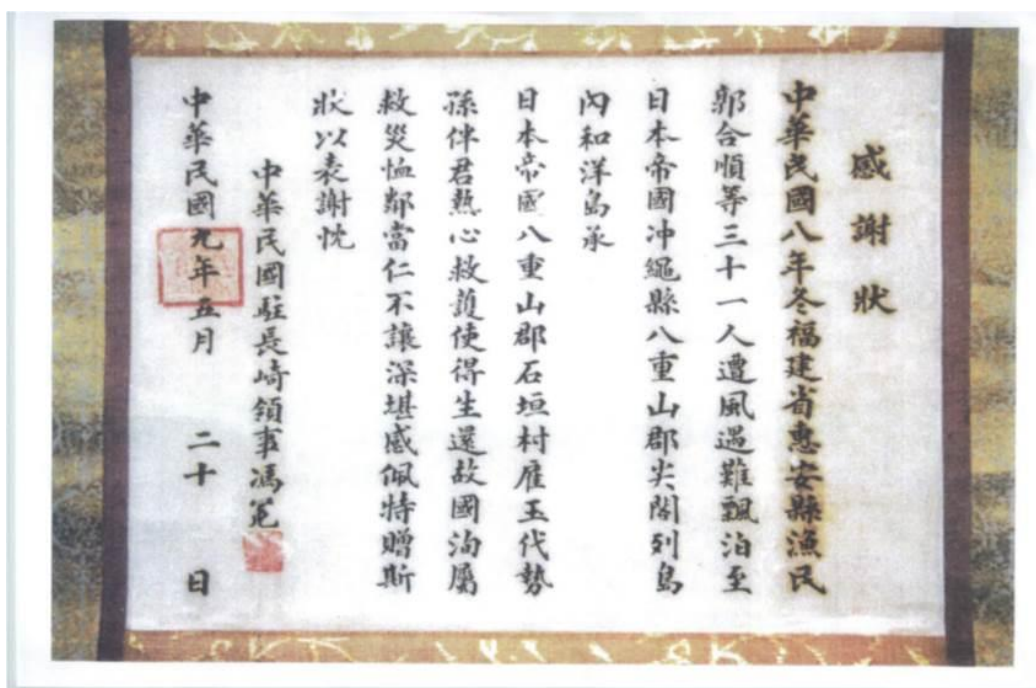 感謝狀
中華民國八年冬福建省惠安縣漁民
郭合順等三十一人遭風遇難飄泊至
日本帝國沖繩縣八重山郡尖閣列島
內和洋島承
日本帝國八重山郡石垣村雇玉代勢
孫伴君熱心救護使得生還故國洵屬
救災恤鄰當仁不讓深堪感佩特贈斯
狀以表謝忱
中華民國駐長崎領事馮冕
中華民國九年五月二十日